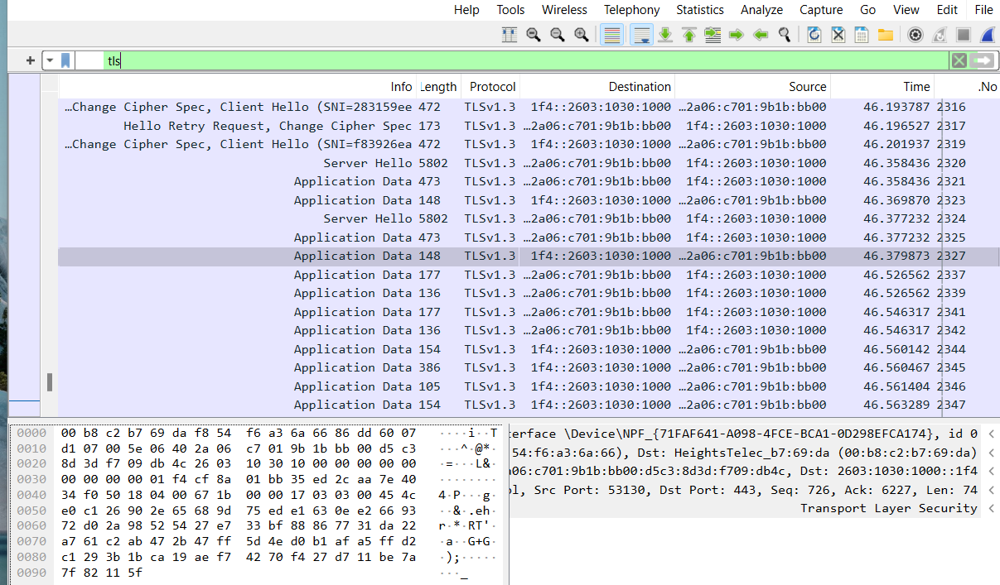 File Edit View Go Capture Analyze Statistics Telephony Wireless Tools Help
tls
No. Time Source Destination Protocol Length Info
2316 46.193787 2a06:c701:9b1b:bb00… 2603:1030:1000::1f4 TLSv1.3 472 Change Cipher Spec, Client Hello (SNI=283159ee…
2317 46.196527 2603:1030:1000::1f4 2a06:c701:9b1b:bb00… TLSv1.3 173 Hello Retry Request, Change Cipher Spec
2319 46.201937 2a06:c701:9b1b:bb00… 2603:1030:1000::1f4 TLSv1.3 472 Change Cipher Spec, Client Hello (SNI=f83926ea…
2320 46.358436 2603:1030:1000::1f4 2a06:c701:9b1b:bb00… TLSv1.3 5802 Server Hello
2321 46.358436 2603:1030:1000::1f4 2a06:c701:9b1b:bb00… TLSv1.3 473 Application Data
2323 46.369870 2a06:c701:9b1b:bb00… 2603:1030:1000::1f4 TLSv1.3 148 Application Data
2324 46.377232 2603:1030:1000::1f4 2a06:c701:9b1b:bb00… TLSv1.3 5802 Server Hello
2325 46.377232 2603:1030:1000::1f4 2a06:c701:9b1b:bb00… TLSv1.3 473 Application Data
2327 46.379873 2a06:c701:9b1b:bb00… 2603:1030:1000::1f4 TLSv1.3 148 Application Data
2337 46.526562 2603:1030:1000::1f4 2a06:c701:9b1b:bb00… TLSv1.3 177 Application Data
2339 46.526562 2603:1030:1000::1f4 2a06:c701:9b1b:bb00… TLSv1.3 136 Application Data
2341 46.546317 2603:1030:1000::1f4 2a06:c701:9b1b:bb00… TLSv1.3 177 Application Data
2342 46.546317 2603:1030:1000::1f4 2a06:c701:9b1b:bb00… TLSv1.3 136 Application Data
2344 46.560142 2a06:c701:9b1b:bb00… 2603:1030:1000::1f4 TLSv1.3 154 Application Data
2345 46.560467 2a06:c701:9b1b:bb00… 2603:1030:1000::1f4 TLSv1.3 386 Application Data
2346 46.561404 2a06:c701:9b1b:bb00… 2603:1030:1000::1f4 TLSv1.3 105 Application Data
2347 46.563289 2a06:c701:9b1b:bb00… 2603:1030:1000::1f4 TLSv1.3 154 Application Data
0000 00 b8 c2 b7 69 da f8 54 f6 a3 6a 66 86 dd 60 07 ····i··T
0010 d1 07 00 5e 06 40 2a 06 c7 01 9b 1b bb 00 d5 c3 ···^·@*·
0020 8d 3d f7 09 db 4c 26 03 10 30 10 00 00 00 00 00 ·=···L&·
0030 00 00 00 00 01 f4 cf 8a 01 bb 35 ed 2c aa 7e 40 ········
0040 34 f0 50 18 04 00 67 1b 00 00 17 03 03 00 45 4c 4·P···g·
0050 e0 c1 26 90 2e 65 68 9d 75 ed e1 63 0e e2 66 93 ··&·.eh·
0060 72 d0 2a 98 52 54 27 e7 33 bf 88 86 77 31 da 22 r·*·RT'·
0070 a7 61 c2 ab 47 2b 47 ff 5d 4e d0 b1 af a5 ff d2 ·a··G+G·
0080 c1 29 3b 1b ca 19 ae f7 42 70 f4 27 d7 11 be 7a ·);·····
0090 7f 82 11 5f ···_
erface \Device\NPF_{71FAF641-A098-4FCE-BCA1-0D298EFCA174}, id 0
54:f6:a3:6a:66), Dst: HeightsTelec_b7:69:da (00:b8:c2:b7:69:da)
a06:c701:9b1b:bb00:d5c3:8d3d:f709:db4c, Dst: 2603:1030:1000::1f4
ol, Src Port: 53130, Dst Port: 443, Seq: 726, Ack: 6227, Len: 74
Transport Layer Security